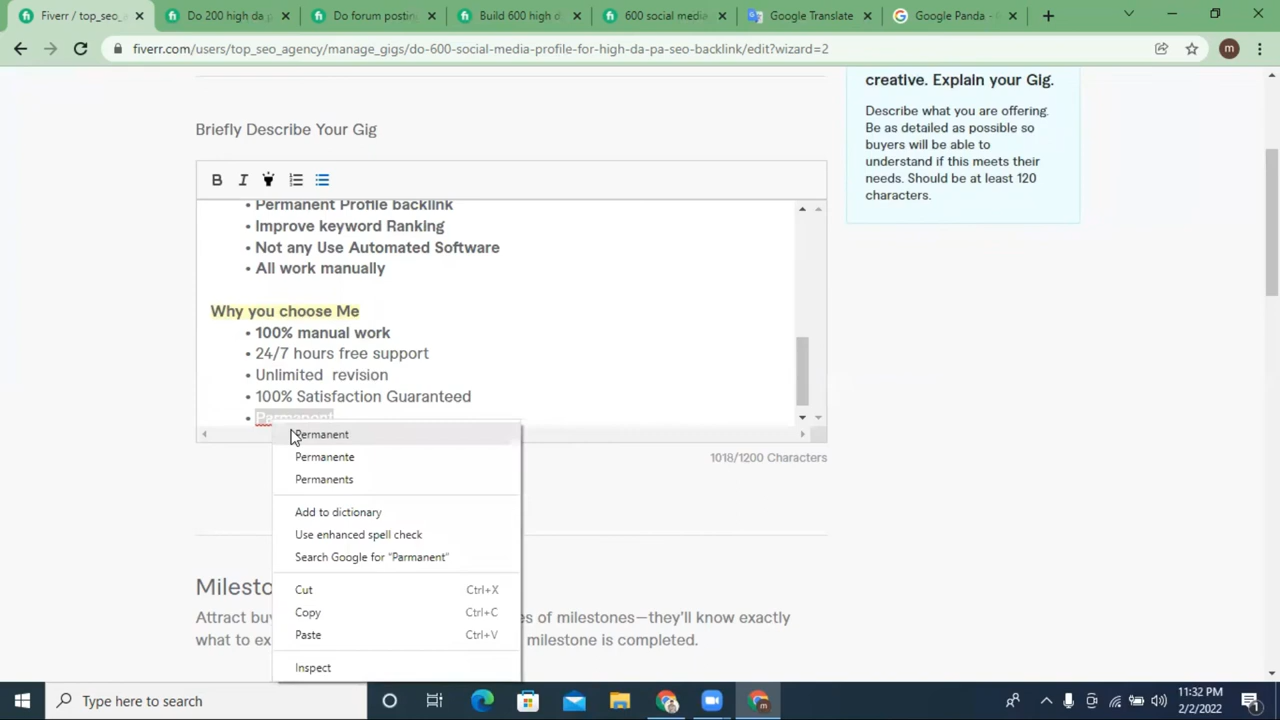 Fiverr / top_seo_agency/
Do 200 high da p
Do forum posting
Build 600 high d
600 social media
Google Translate
Google Panda -
fiverr.com/users/top_seo_agency/manage_gigs/do-600-social-media-profile-for-high-da-pa-seo-backlink/edit?wizard=2
m
creative. Explain your Gig.
Describe what you are offering.
Be as detailed as possible so
buyers will be able to
understand if this meets their
needs. Should be at least 120
characters.
Briefly Describe Your Gig
B I
• Permanent Profile backlink
• Improve keyword Ranking
• Not any Use Automated Software
• All work manually
Why you choose Me
• 100% manual work
• 24/7 hours free support
• Unlimited revision
• 100% Satisfaction Guaranteed
• Parmanent
1018/1200 Characters
Permanent
Permanente
Permanents
Add to dictionary
Use enhanced spell check
Search Google for "Parmanent"
Cut Ctrl+X
Copy Ctrl+C
Paste Ctrl+V
Inspect
Milesto
Attract buy es of milestones—they'll know exactly
what to ex milestone is completed.
Type here to search
11:32 PM
2/2/2022